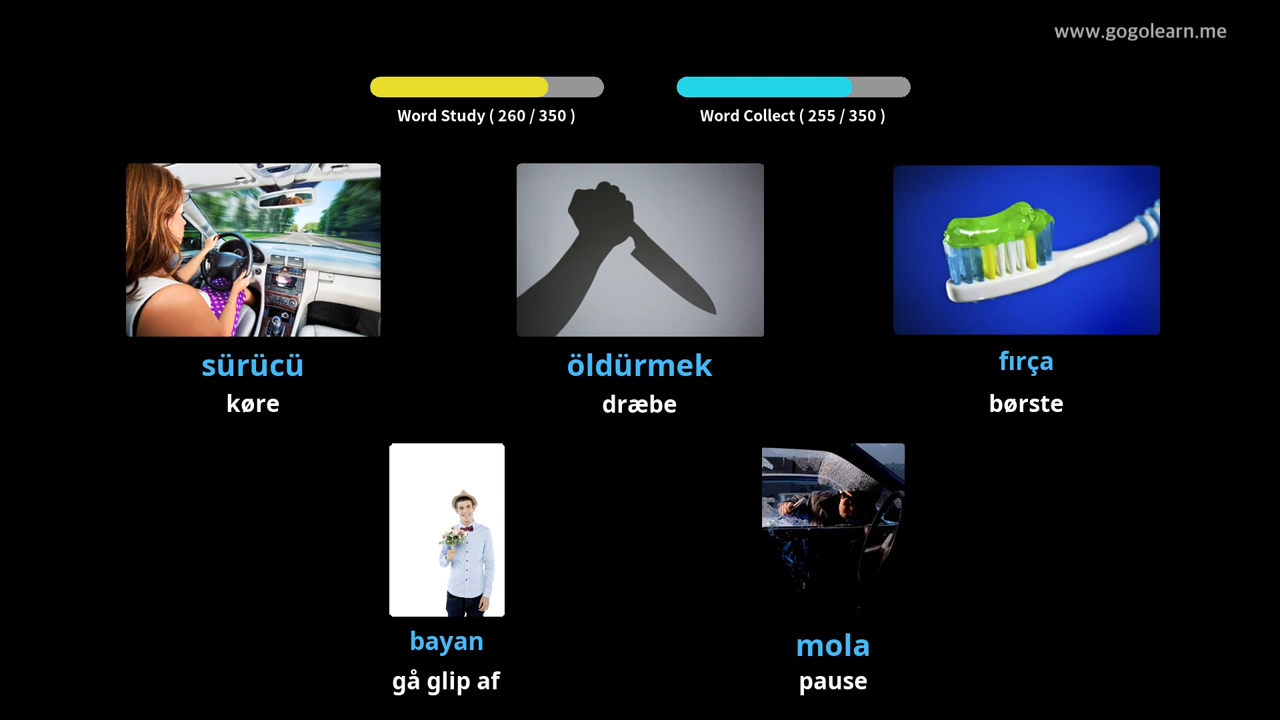 www.gogolearn.me
Word Study ( 260 / 350 )
Word Collect ( 255 / 350 )
sürücü
køre
öldürmek
dræbe
fırça
børste
bayan
gå glip af
mola
pause